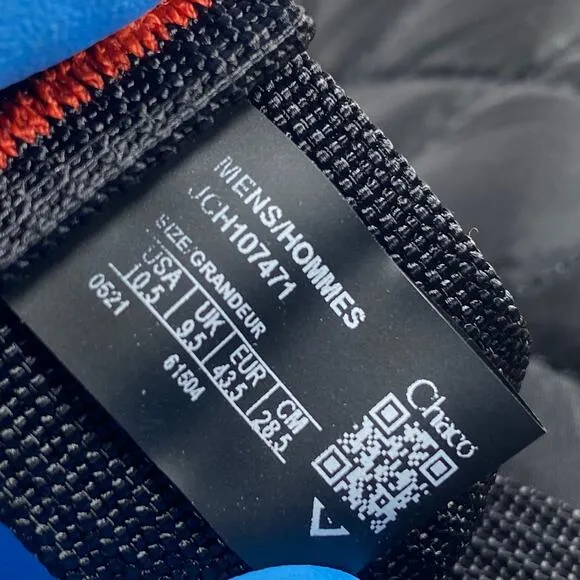 MENS/HOMMES
JCH107471
SIZE/GRANDEUR
USA UK EUR CM
10.5 9.5 43.5 28.5
0521 61504
Chaco